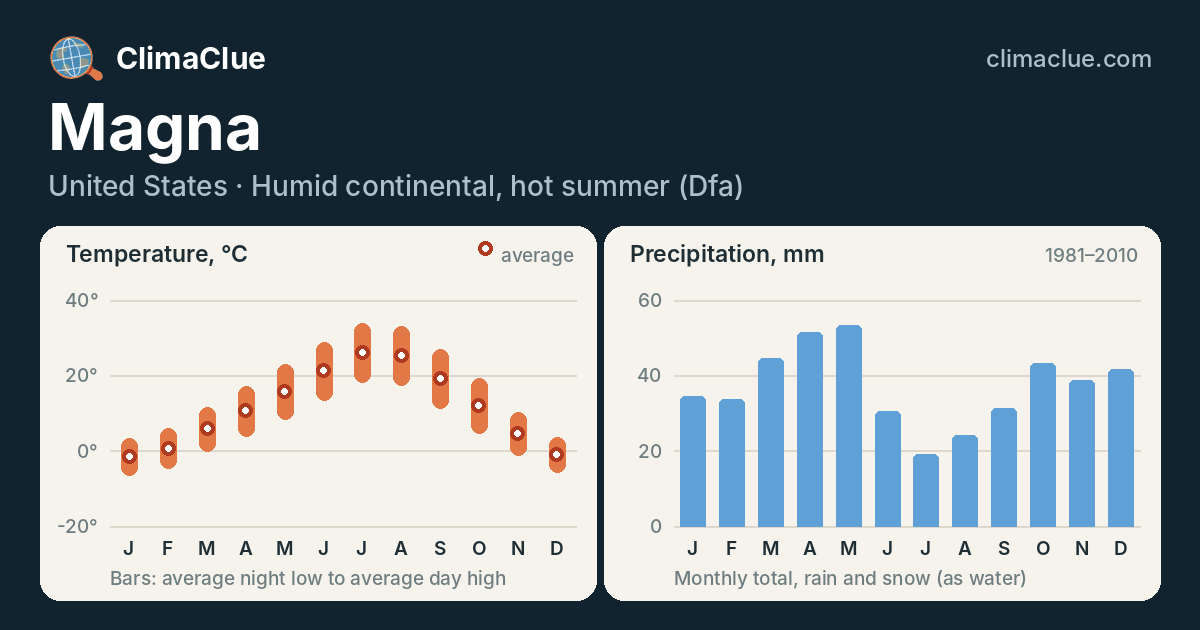 ClimaClue
climaclue.com
Magna
United States · Humid continental, hot summer (Dfa)
Temperature, °C
average
40°
20°
0°
-20°
J F M A M J J A S O N D
Bars: average night low to average day high
Precipitation, mm
1981–2010
60
40
20
0
J F M A M J J A S O N D
Monthly total, rain and snow (as water)